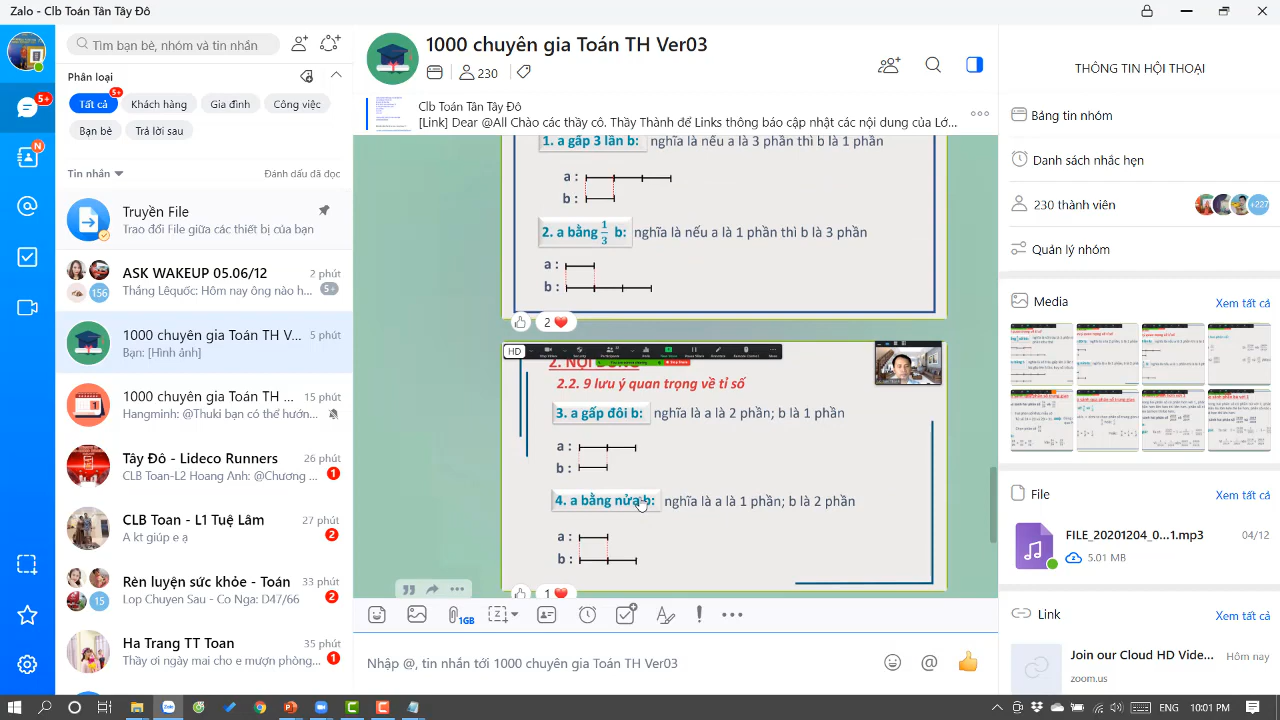 Zalo - Clb Toán Tân Tây Đô
Tìm bạn bè, nhóm và tin nhắn
Phân loại
Tất cả
5+
5+
Khách hàng
Gia đình
Bạn bè
Trả lời sau
Tin nhắn
Đánh dấu đã đọc
Truyền File
Trao đổi File giữa các thiết bị của bạn
N
ASK WAKEUP 05.06/12
2 phút
Thắng Lêquốc: Hôm nay ông nào h...
5+
156
1000 chuyên gia Toán TH V...
5 phút
Bạn: [Hình ảnh]
1000 chuyên gia Toán TH ...
22 phút
Hangminh: @Thuki bạn có thể hướ...
Tây Đô - Lideco Runners
26 phút
CLB Toan-L2 Hoang Anh: @Chương ...
1
CLB Toan - L1 Tuệ Lâm
27 phút
A kt giúp e ạ
2
Rèn luyện sức khỏe - Toán
33 phút
Lop Chuyen Sau - Co Nga: D47/66
2
15
Ha Trang TT Toan
35 phút
Thầy ơi ngày mai cho e mượn phòng...
1
1000 chuyên gia Toán TH Ver03
230
Clb Toán Tân Tây Đô
[Link] Dear @All Chào các thầy cô. Thầy Thành để Links thông báo cập nhật các nội dung của Lớ...
1. a gấp 3 lần b: nghĩa là nếu a là 3 phần thì b là 1 phần
a :
b :
2. a bằng 1/3 b: nghĩa là nếu a là 1 phần thì b là 3 phần
a :
b :
2
HD
2.2. 9 lưu ý quan trọng về tỉ số
3. a gấp đôi b: nghĩa là a là 2 phần; b là 1 phần
a :
b :
4. a bằng nửa b: nghĩa là a là 1 phần; b là 2 phần
a :
b :
1
1GB
Nhập @, tin nhắn tới 1000 chuyên gia Toán TH Ver03
THÔNG TIN HỘI THOẠI
Bảng tin nhóm
Danh sách nhắc hẹn
230 thành viên
+227
Quản lý nhóm
Media
Xem tất cả
File
Xem tất cả
FILE_20201204_0...1.mp3
04/12
5.01 MB
Link
Xem tất cả
Join our Cloud HD Vide...
Hôm nay
zoom.us
ENG
10:01 PM